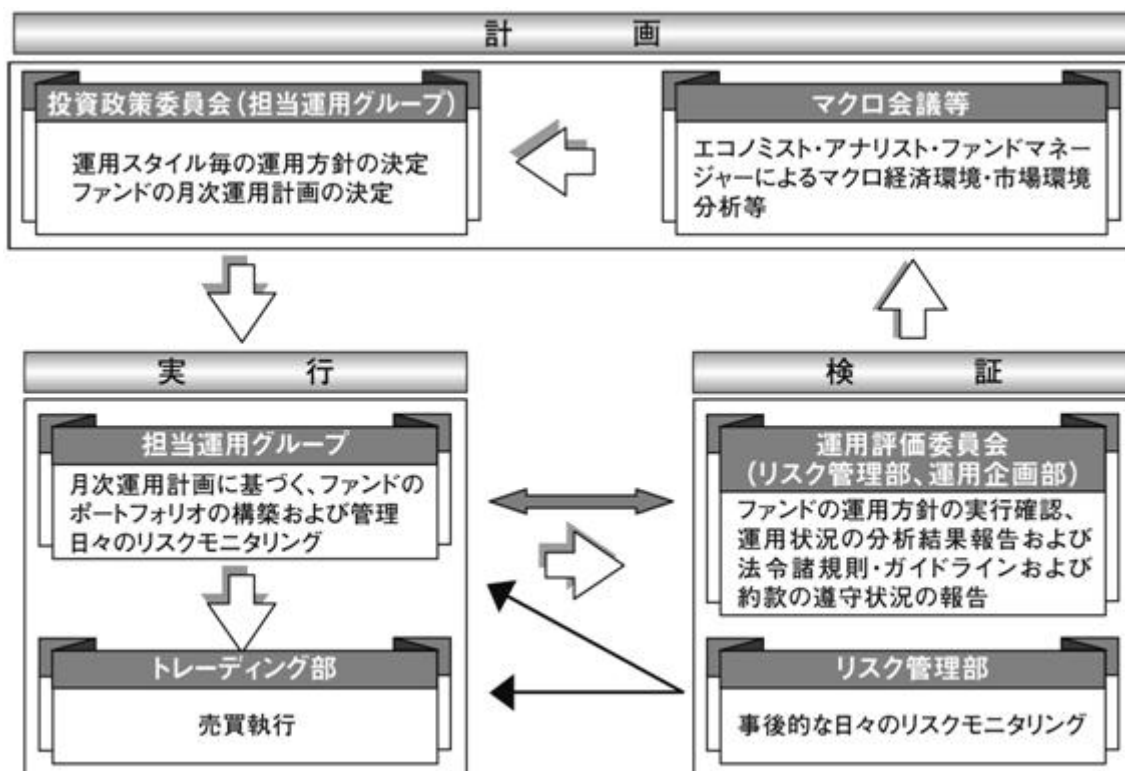 計画
投資政策委員会(担当運用グループ)
運用スタイル毎の運用方針の決定
ファンドの月次運用計画の決定
マクロ会議等
エコノミスト・アナリスト・ファンドマネー
ジャーによるマクロ経済環境・市場環境
分析等
実行
担当運用グループ
月次運用計画に基づく、ファンドの
ポートフォリオの構築および管理
日々のリスクモニタリング
トレーディング部
売買執行
検証
運用評価委員会
(リスク管理部、運用企画部)
ファンドの運用方針の実行確認、
運用状況の分析結果報告および
法令諸規則・ガイドラインおよび
約款の遵守状況の報告
リスク管理部
事後的な日々のリスクモニタリング